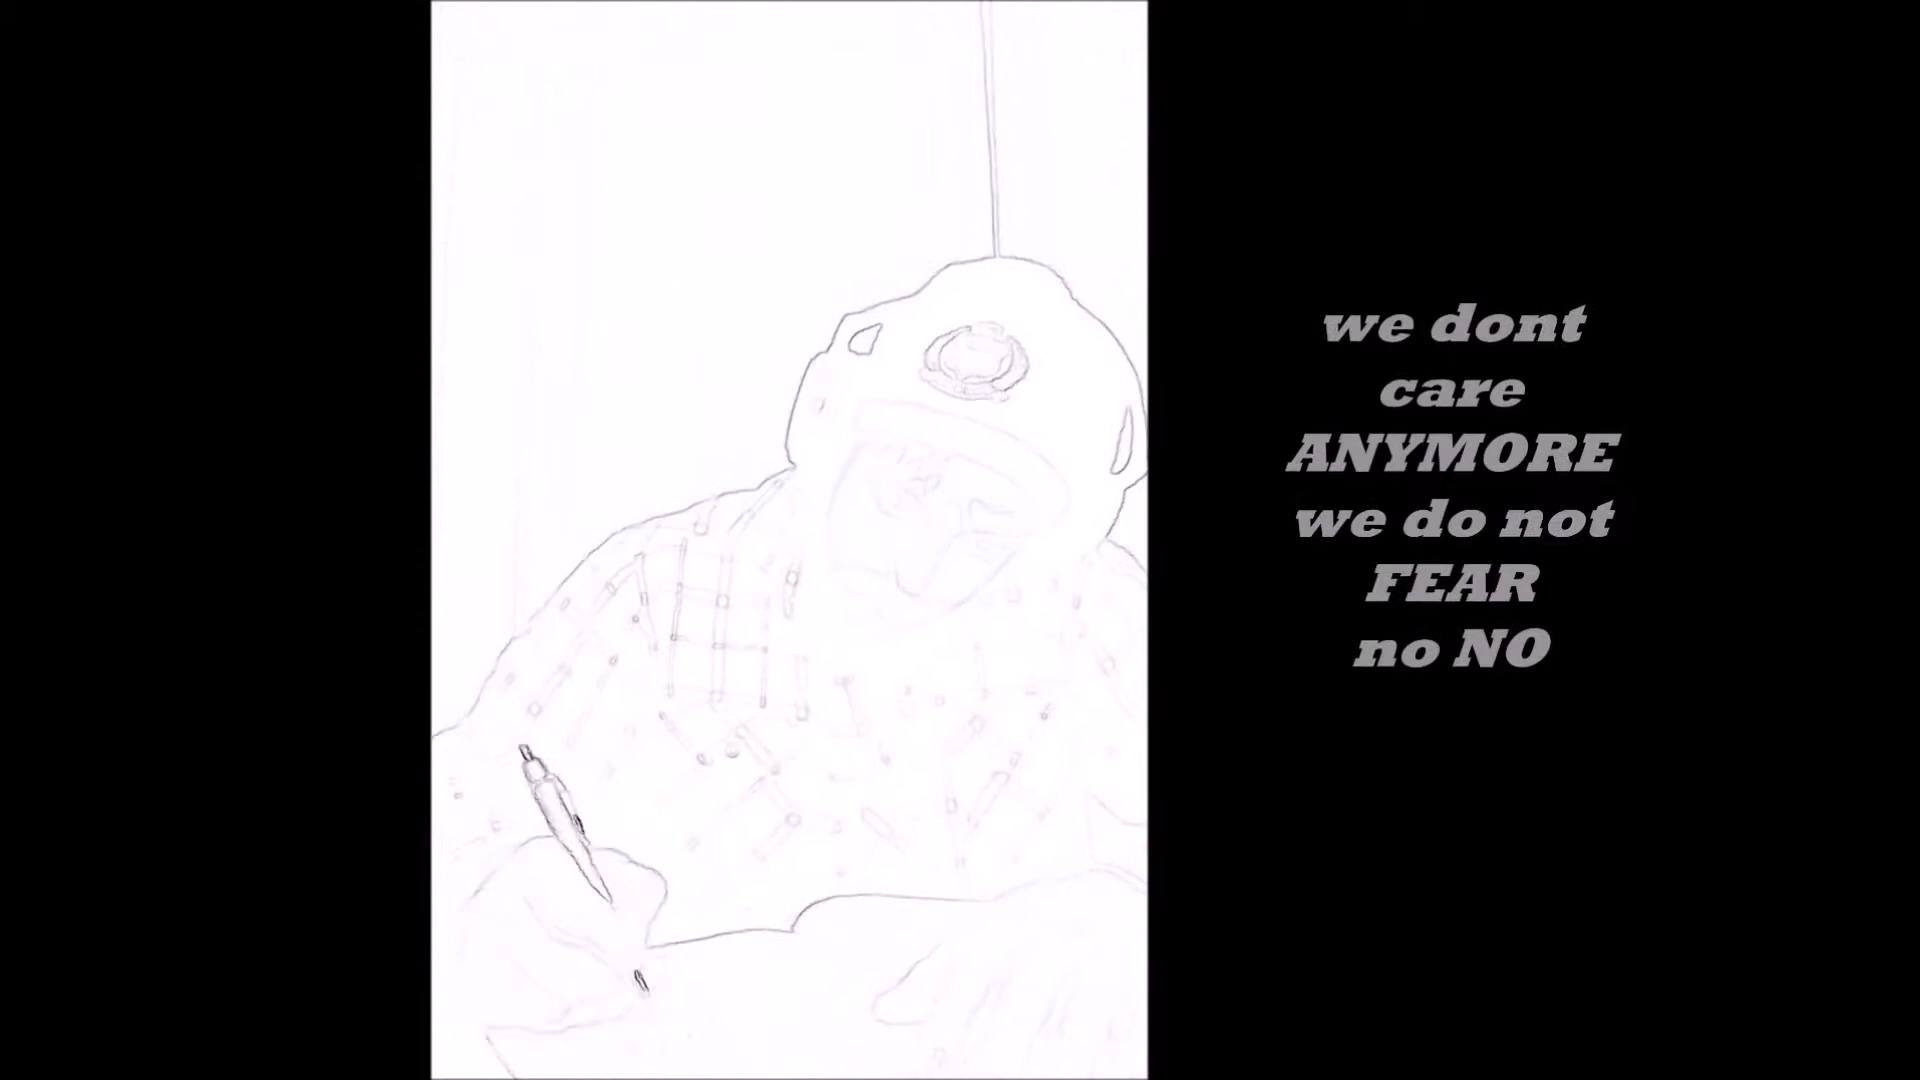 we dont
care
ANYMORE
we do not
FEAR
no NO